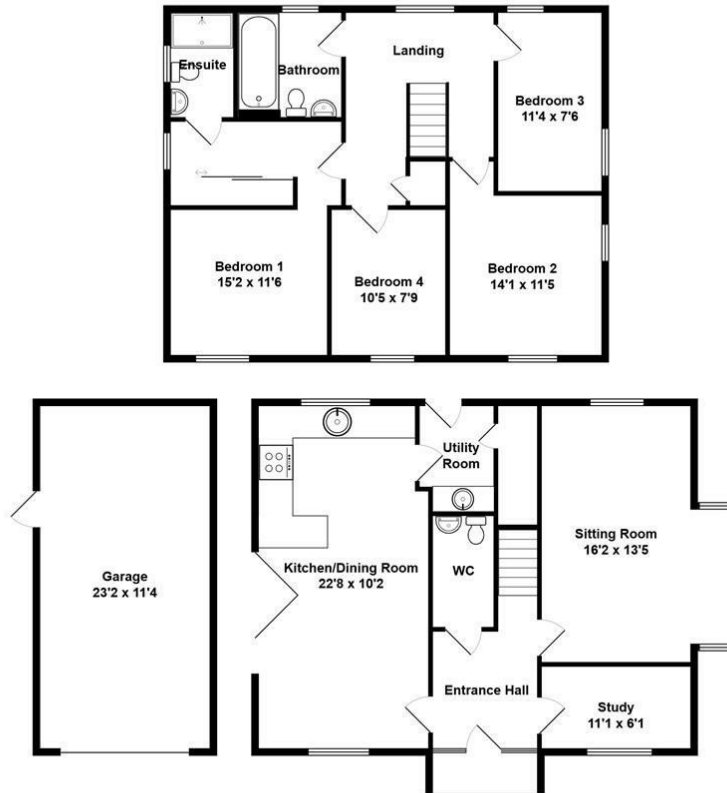 Landing
Ensuite
Bathroom
Bedroom 3
11'4 x 7'6
Bedroom 1
15'2 x 11'6
Bedroom 4
10'5 x 7'9
Bedroom 2
14'1 x 11'5
Utility
Room
Sitting Room
16'2 x 13'5
Garage
23'2 x 11'4
Kitchen/Dining Room
22'8 x 10'2
WC
Entrance Hall
Study
11'1 x 6'1